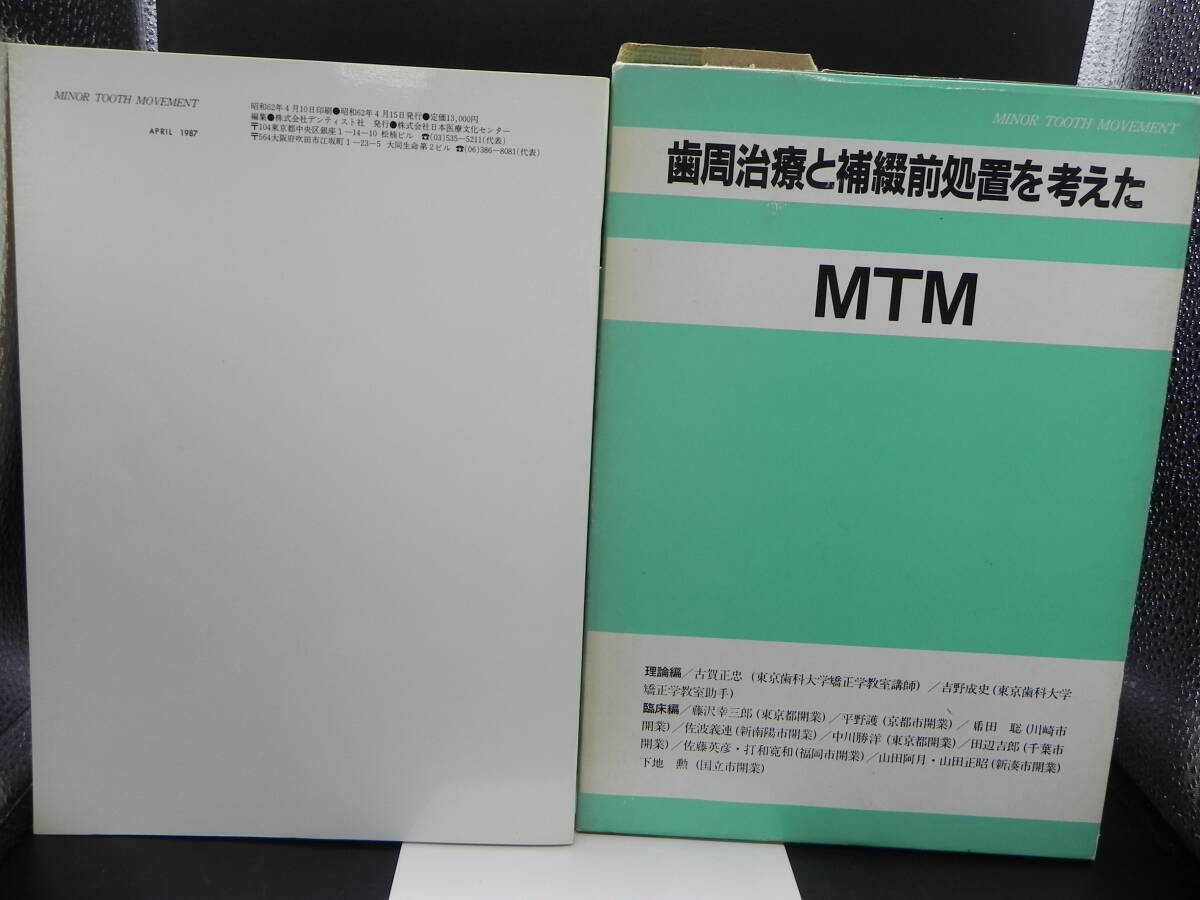 MINOR TOOTH MOVEMENT
APRIL 1987
昭和62年4月10日印刷●昭和62年4月15日発行●定価13,000円
編集●株式会社デンティスト社 発行●株式会社日本医療文化センター
〒104東京都中央区銀座1-14-10 松楠ビル ☎(03)535-5211(代表)
〒564大阪府吹田市江坂町1-23-5 大同生命第2ビル ☎(06)386-8081(代表)
MINOR TOOTH MOVEMENT
歯周治療と補綴前処置を考えた
MTM
理論編/古賀正忠(東京歯科大学矯正学教室講師)/吉野成史(東京歯科大学
矯正学教室助手)
臨床編/藤沢幸三郎(東京都開業)/平野護(京都市開業)/田 聡(川崎市
開業)/佐波義連(新南陽市開業)/中川勝洋(東京都開業)/田辺吉郎(千葉市
開業)/佐藤英彦・打和寛和(福岡市開業)/山田阿月・山田正昭(新湊市開業)
下地 勲(国立市開業)